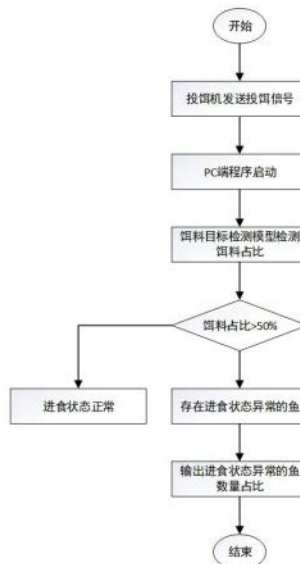 开始
投饵机发送投饵信号
PC端程序启动
饵料目标检测模型检测
饵料占比
饵料占比>50%
进食状态正常
存在进食状态异常的鱼
输出进食状态异常的鱼
数量占比
结束